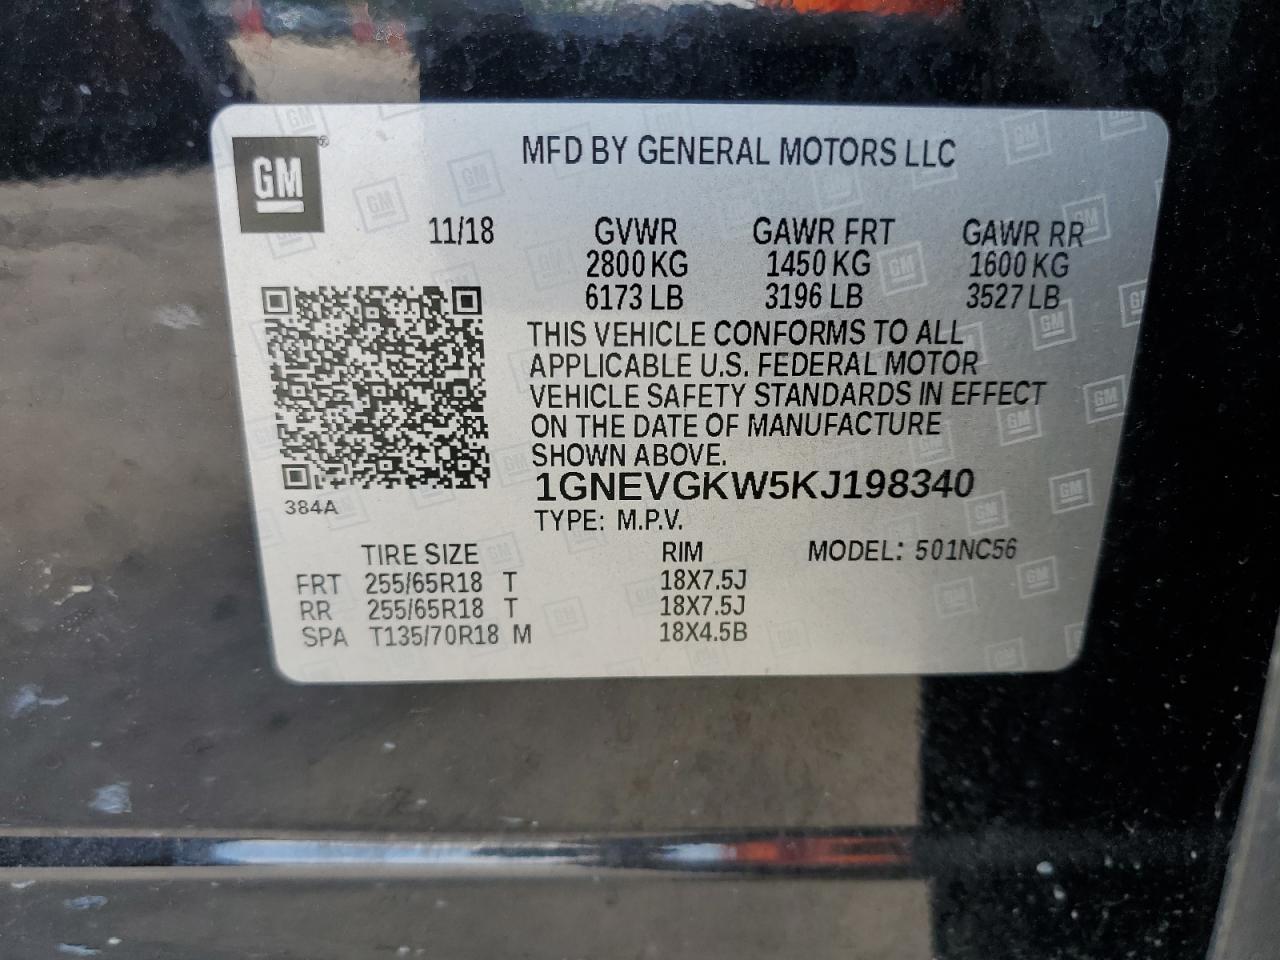 GM
MFD BY GENERAL MOTORS LLC
11/18 GVWR GAWR FRT GAWR RR
2800 KG 1450 KG 1600 KG
6173 LB 3196 LB 3527 LB
THIS VEHICLE CONFORMS TO ALL
APPLICABLE U.S. FEDERAL MOTOR
VEHICLE SAFETY STANDARDS IN EFFECT
ON THE DATE OF MANUFACTURE
SHOWN ABOVE.
1GNEVGKW5KJ198340
384A
TYPE: M.P.V.
TIRE SIZE RIM MODEL: 501NC56
FRT 255/65R18 T 18X7.5J
RR 255/65R18 T 18X7.5J
SPA T135/70R18 M 18X4.5B